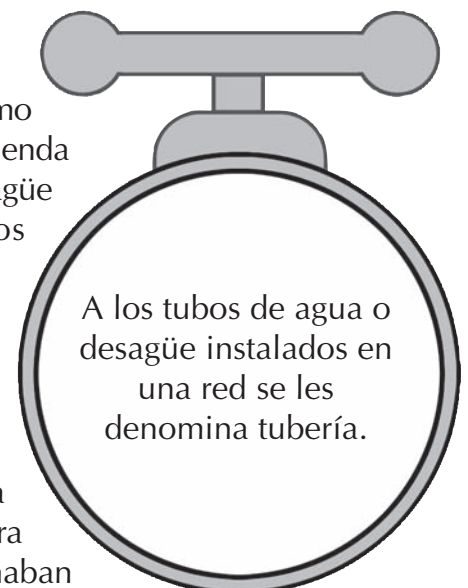 A los tubos de agua o
desagüe instalados en
una red se les
denomina tubería.